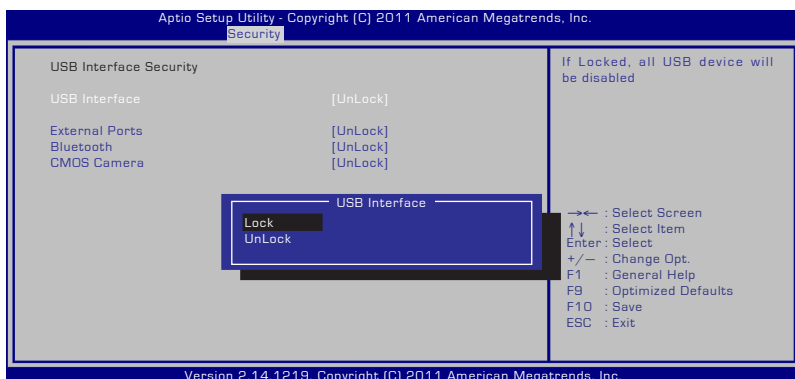 Aptio Setup Utility - Copyright (C) 2011 American Megatrends, Inc.
Security
USB Interface Security
USB Interface [UnLock]
External Ports [UnLock]
Bluetooth [UnLock]
CMOS Camera [UnLock]
USB Interface
Lock
UnLock
If Locked, all USB device will
be disabled
→← : Select Screen
↑↓ : Select Item
Enter : Select
+/— : Change Opt.
F1 : General Help
F9 : Optimized Defaults
F10 : Save
ESC : Exit
Version 2.14.1219. Copyright (C) 2011 American Megatrends, Inc.